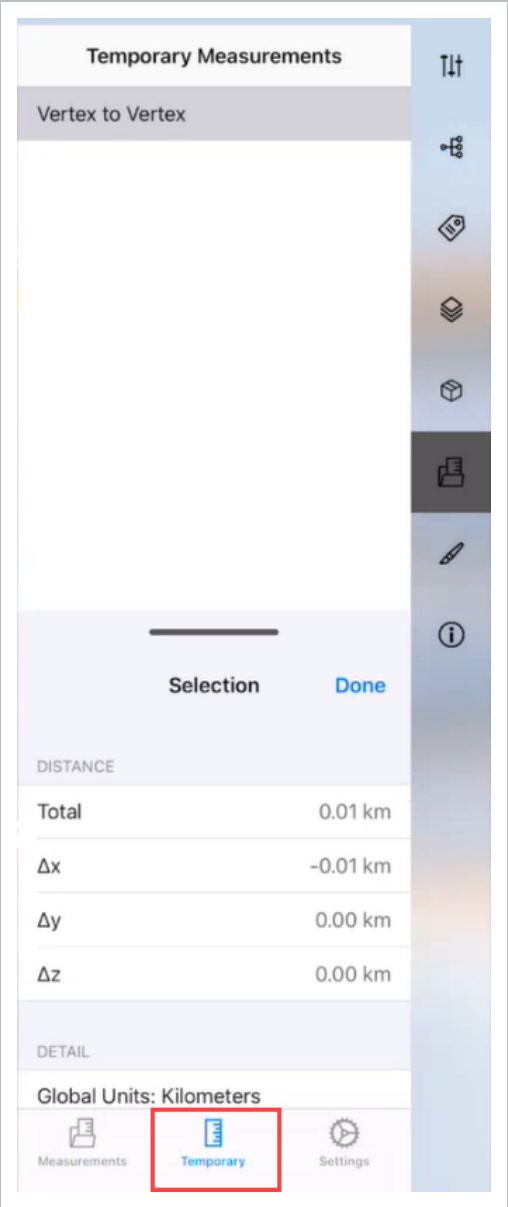 Temporary Measurements
Vertex to Vertex
Selection Done
DISTANCE
Total 0.01 km
Δx -0.01 km
Δy 0.00 km
Δz 0.00 km
DETAIL
Global Units: Kilometers
Measurements Temporary Settings